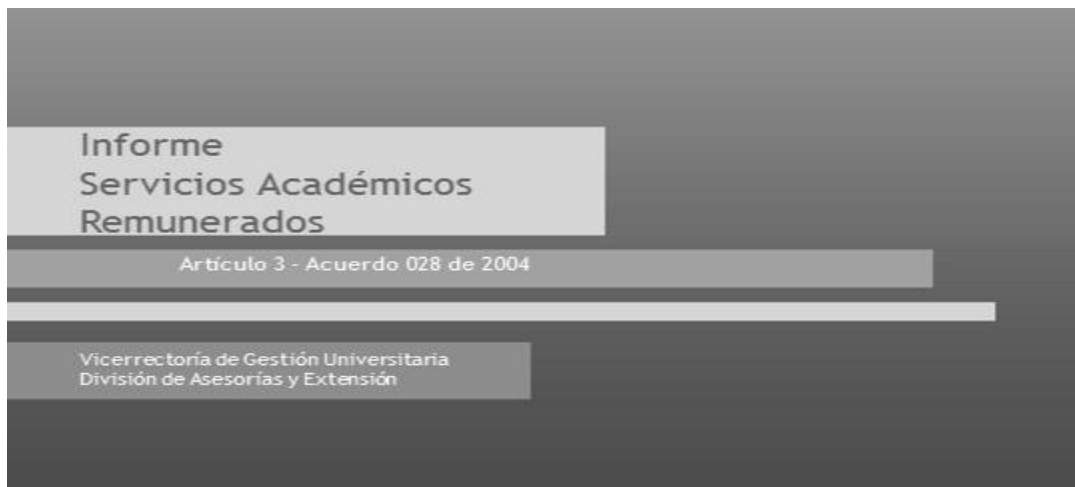 Informe
Servicios Académicos
Remunerados
Artículo 3 - Acuerdo 028 de 2004
Vicerrectoría de Gestión Universitaria
División de Asesorías y Extensión